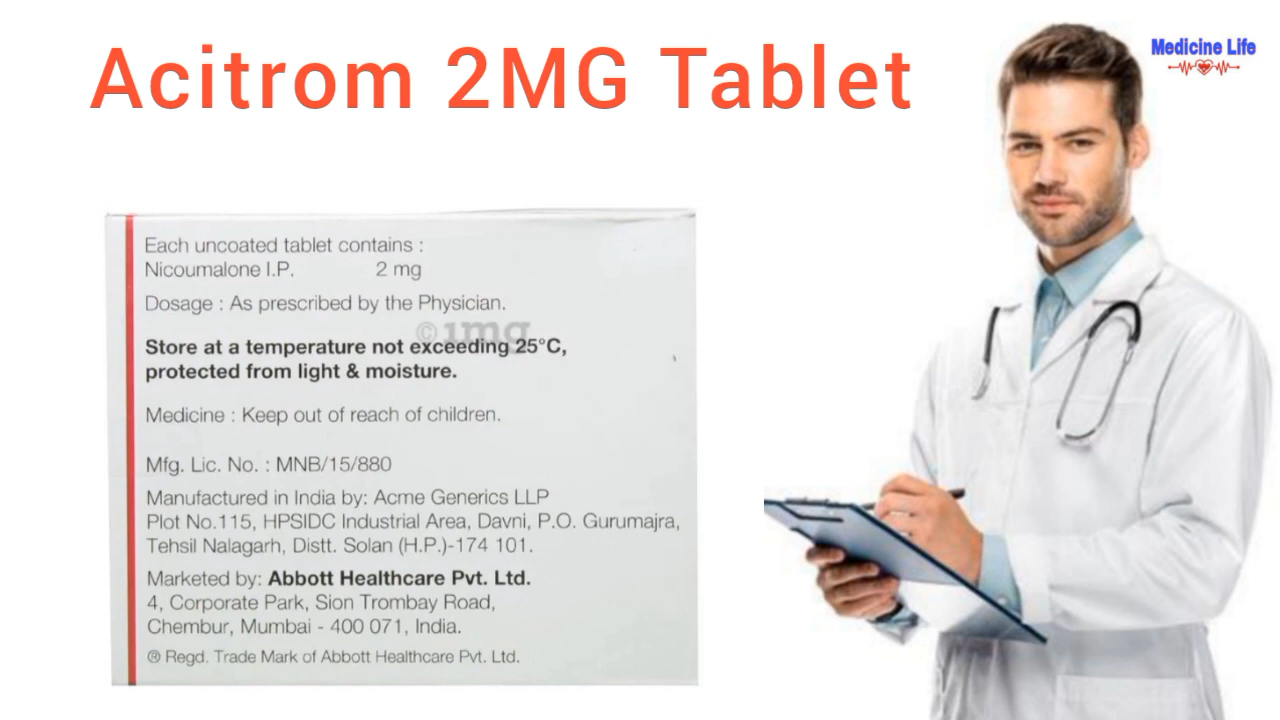 Acitrom 2MG Tablet
Medicine Life
Each uncoated tablet contains :
Nicoumalone I.P. 2 mg
Dosage : As prescribed by the Physician.
© 1mg
Store at a temperature not exceeding 25°C,
protected from light & moisture.
Medicine : Keep out of reach of children.
Mfg. Lic. No. : MNB/15/880
Manufactured in India by: Acme Generics LLP
Plot No.115, HPSIDC Industrial Area, Davni, P.O. Gurumajra,
Tehsil Nalagarh, Distt. Solan (H.P.)-174 101.
Marketed by: Abbott Healthcare Pvt. Ltd.
4, Corporate Park, Sion Trombay Road,
Chembur, Mumbai - 400 071, India.
® Regd. Trade Mark of Abbott Healthcare Pvt. Ltd.